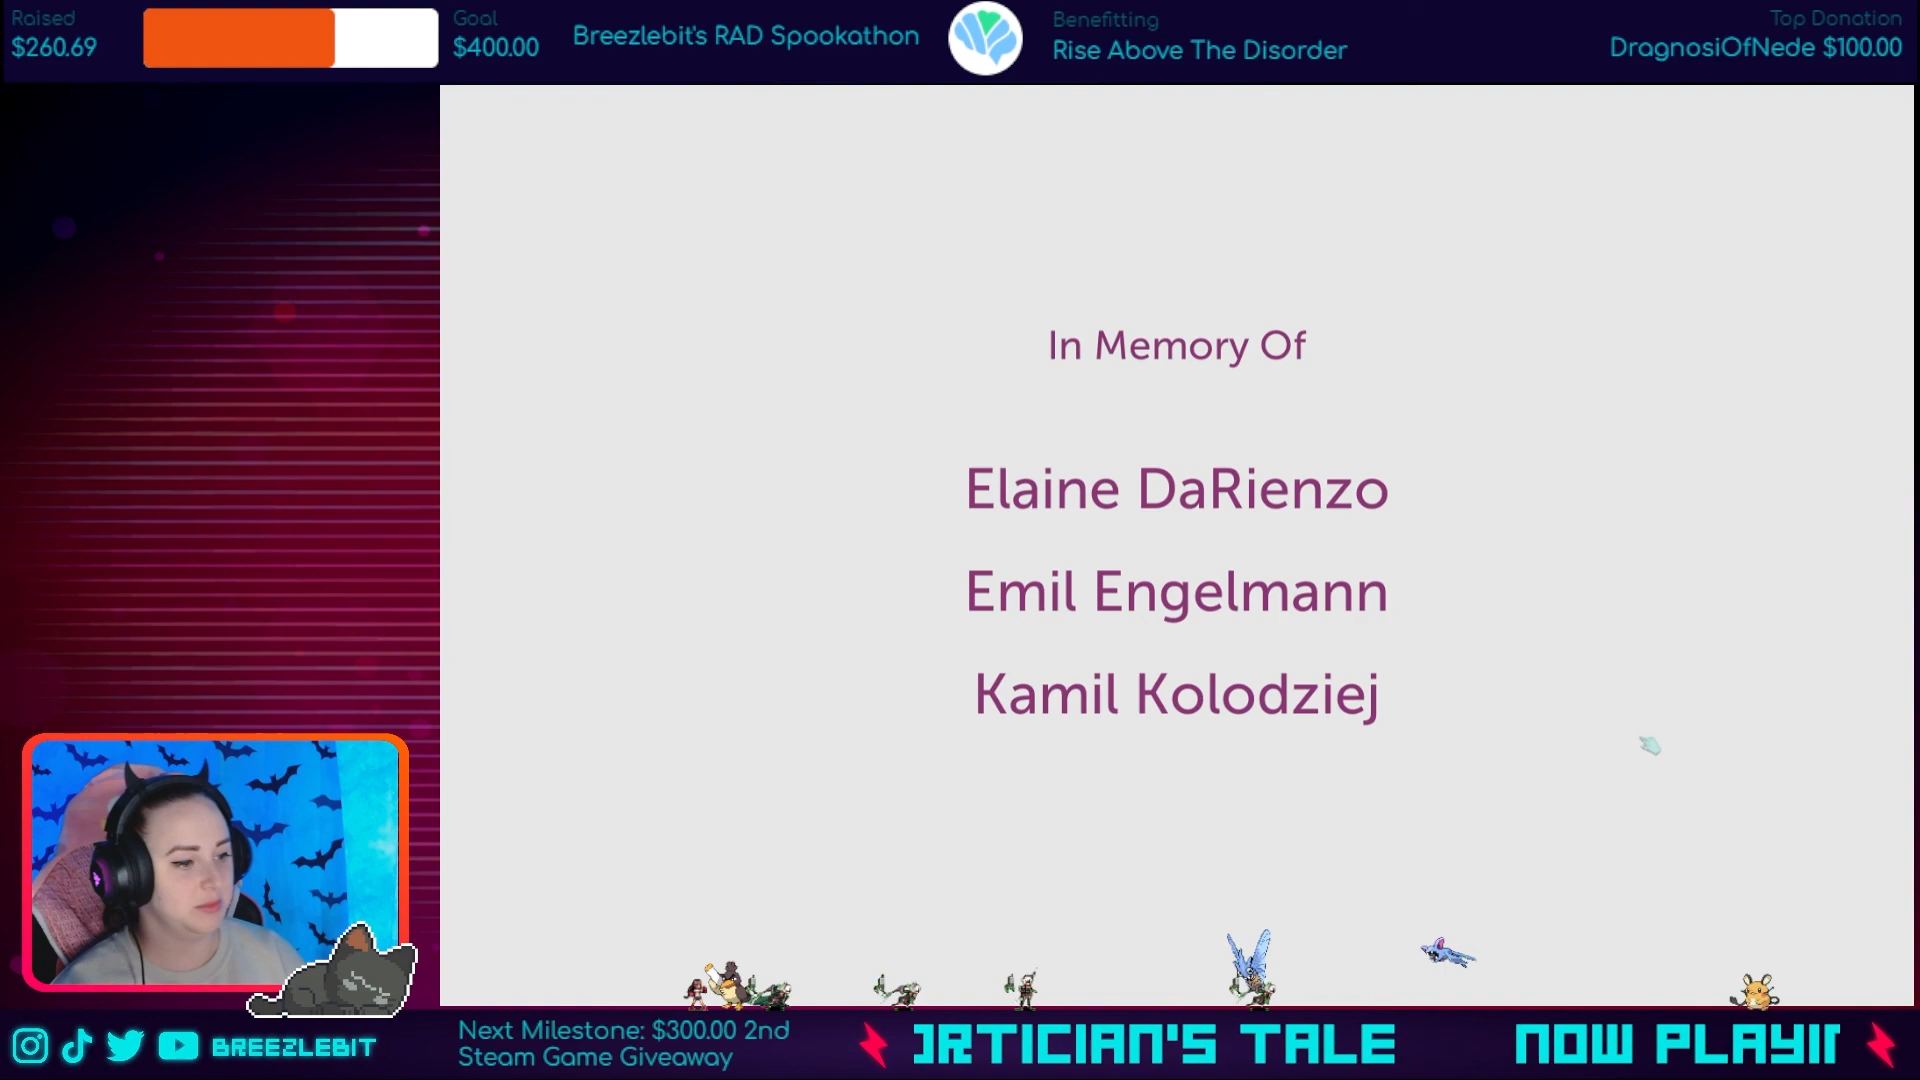 Raised
$260.69
Goal
$400.00
Breezlebit's RAD Spookathon
Benefitting
Rise Above The Disorder
Top Donation
DragnosiOfNede $100.00
In Memory Of
Elaine DaRienzo
Emil Engelmann
Kamil Kolodziej
BREEZLEBIT
Next Milestone: $300.00 2nd
Steam Game Giveaway
ORTICIAN'S TALE
NOW PLAYIN